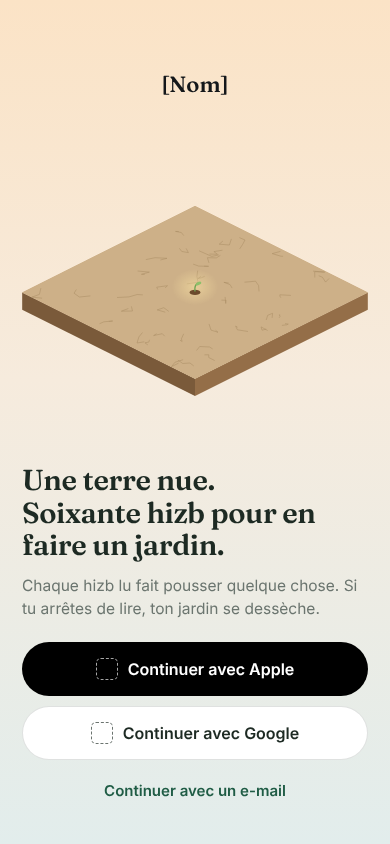 [Nom]
Une terre nue.
Soixante hizb pour en
faire un jardin.
Chaque hizb lu fait pousser quelque chose. Si
tu arrêtes de lire, ton jardin se dessèche.
Continuer avec Apple
Continuer avec Google
Continuer avec un e-mail